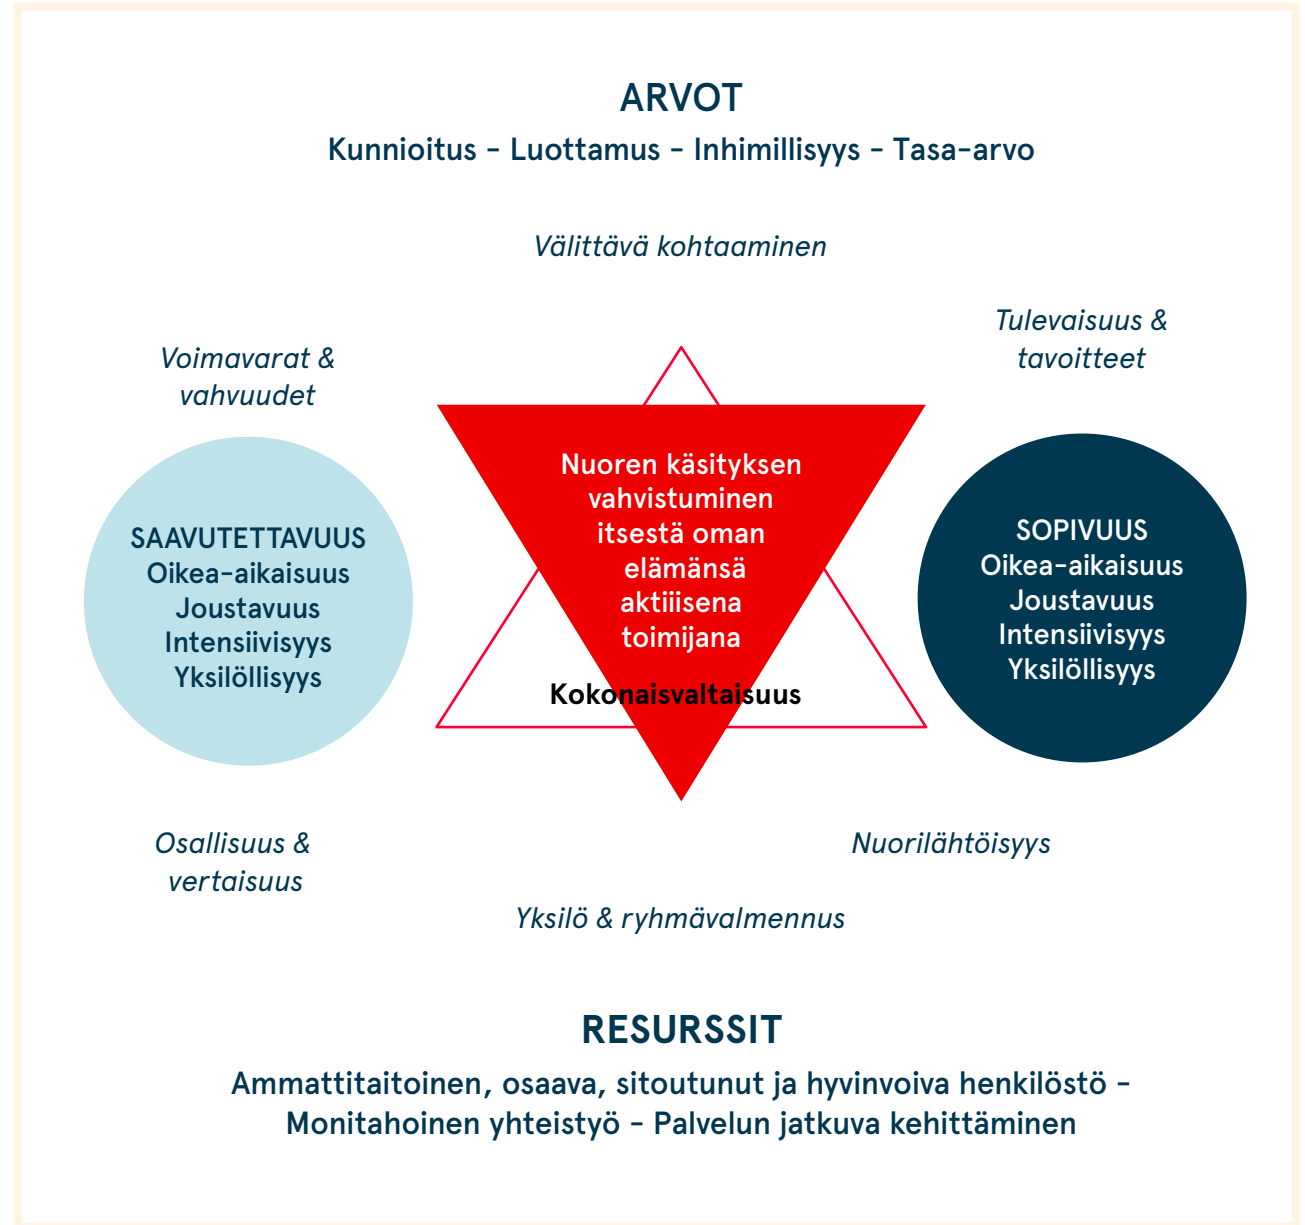 ARVOT
Kunnioitus - Luottamus - Inhimillisyys - Tasa-arvo
Välittävä kohtaaminen
Voimavarat &
vahvuudet
Tulevaisuus &
tavoitteet
SAAVUTETTAVUUS
Oikea-aikaisuus
Joustavuus
Intensiivisyys
Yksilöllisyys
Nuoren käsityksen
vahvistuminen
itsestä oman
elämänsä
aktiiisena
toimijana
Kokonaisvaltaisuus
SOPIVUUS
Oikea-aikaisuus
Joustavuus
Intensiivisyys
Yksilöllisyys
Osallisuus &
vertaisuus
Nuorilähtöisyys
Yksilö & ryhmävalmennus
RESURSSIT
Ammattitaitoinen, osaava, sitoutunut ja hyvinvoiva henkilöstö -
Monitahoinen yhteistyö - Palvelun jatkuva kehittäminen